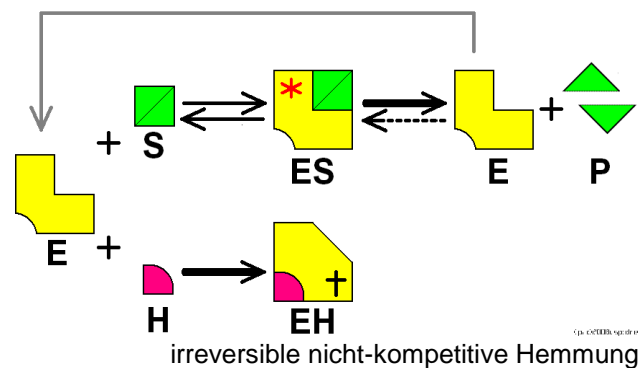 + S ES E + P
E +
H EH
irreversible nicht-kompetitive Hemmung